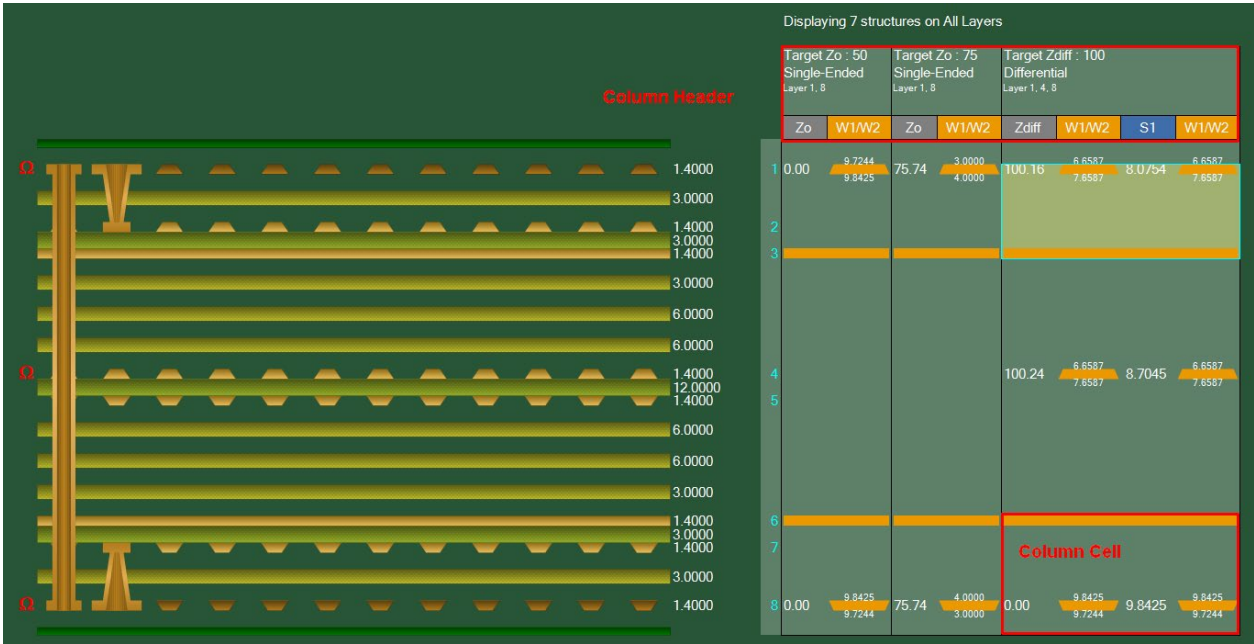 Displaying 7 structures on All Layers
Target Zo : 50 Target Zo : 75 Target Zdiff : 100
Single-Ended Single-Ended Differential
Layer 1, 8 Layer 1, 8 Layer 1, 4, 8
Column Header
Zo W1/W2 Zo W1/W2 Zdiff W1/W2 S1 W1/W2
Ω 1.4000 1 0.00 9.7244 75.74 3.0000 100.16 6.6587 8.0754 6.6587
9.8425 4.0000 7.6587 7.6587
3.0000
1.4000 2
3.0000
1.4000 3
3.0000
6.0000
6.0000
Ω 1.4000 4 100.24 6.6587 8.7045 6.6587
7.6587 7.6587
12.0000
1.4000 5
6.0000
6.0000
3.0000
1.4000 6
3.0000
1.4000 7 Column Cell
3.0000
Ω 1.4000 8 0.00 9.8425 75.74 4.0000 0.00 9.8425 9.8425 9.8425
9.7244 3.0000 9.7244 9.7244